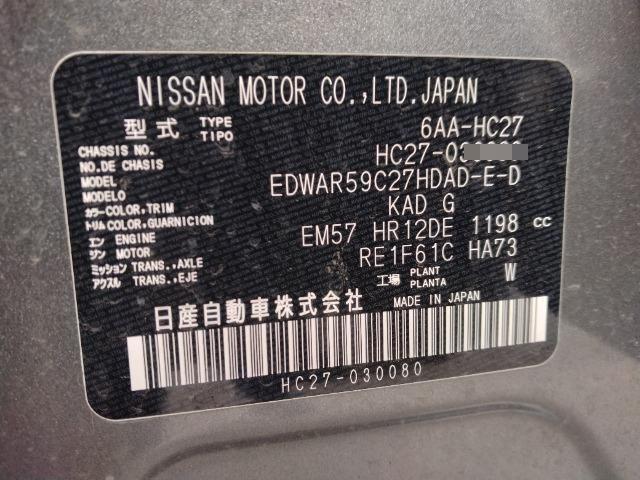 NISSAN MOTOR CO.,LTD.JAPAN
型式 TYPE TIPO 6AA-HC27
CHASSIS NO. NO.DE CHASIS HC27-03
MODEL MODELO EDWAR59C27HDAD-E-D
カラー COLOR,TRIM トリム COLOR,GUARNICION KAD G
エンジン ENGINE MOTOR EM57 HR12DE 1198 cc
ミッション TRANS.,AXLE アクスル TRANS.,EJE RE1F61C HA73
工場 PLANT PLANTA W
日産自動車株式会社 MADE IN JAPAN
HC27-030080